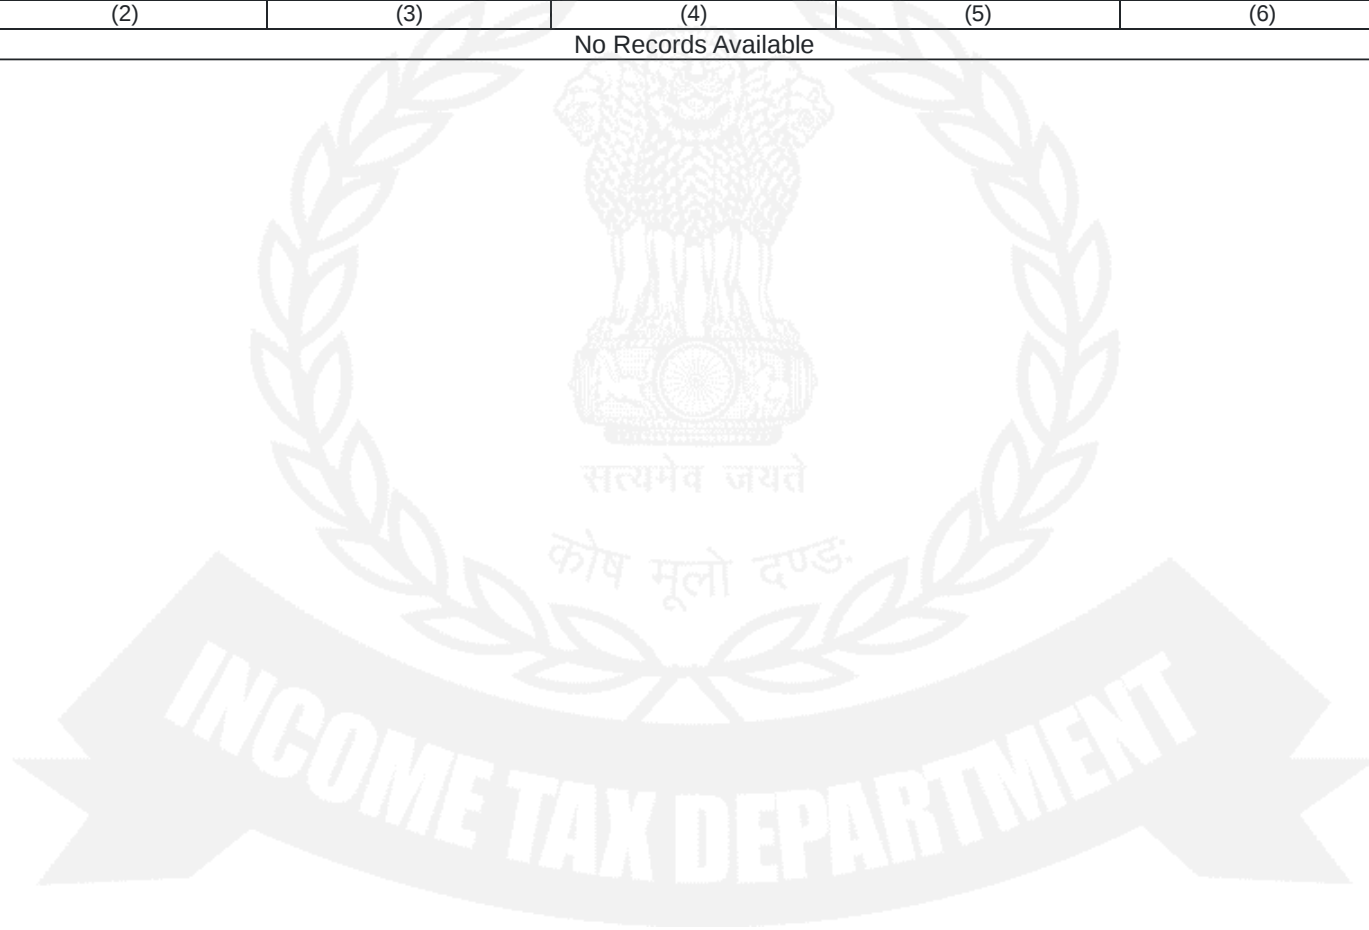 (2) (3) (4) (5) (6)
No Records Available
सत्यमेव जयते
कोष मूलो दण्डः
INCOME TAX DEPARTMENT